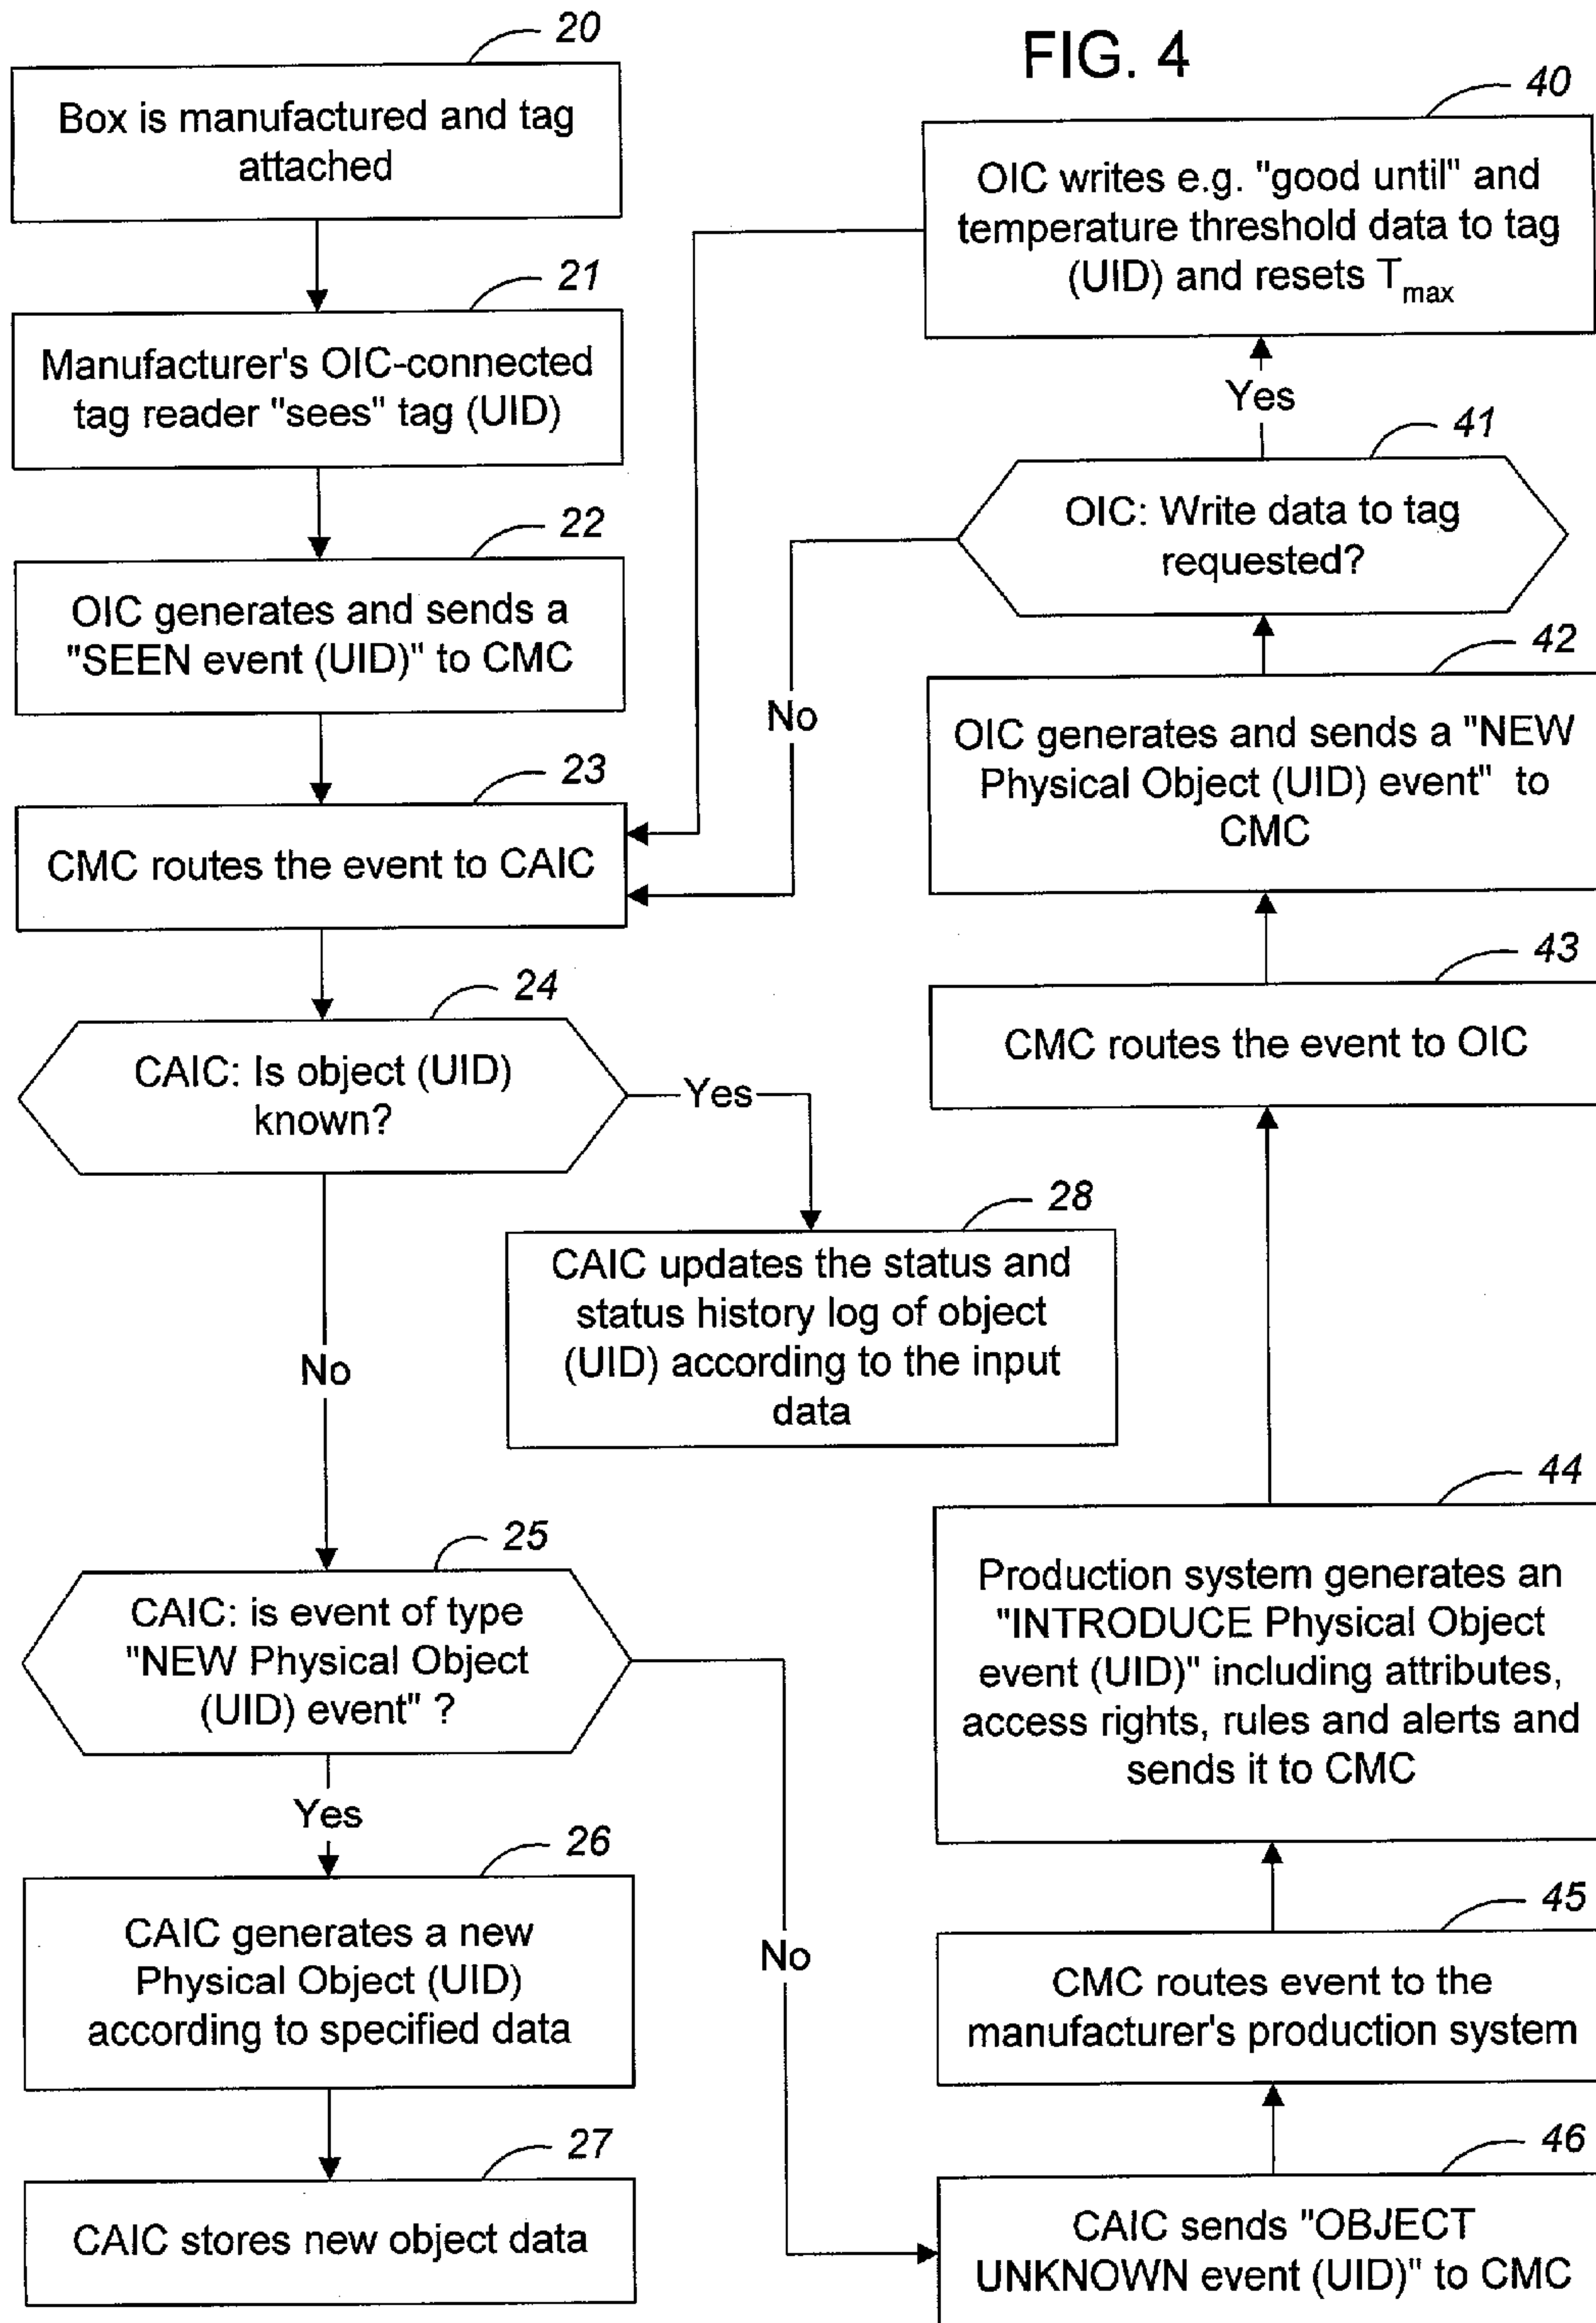 FIG. 4
20
Box is manufactured and tag
attached
21
Manufacturer's OIC-connected
tag reader "sees" tag (UID)
22
OIC generates and sends a
"SEEN event (UID)" to CMC
23
CMC routes the event to CAIC
24
CAIC: Is object (UID)
known?
Yes
28
CAIC updates the status and
status history log of object
(UID) according to the input
data
No
25
CAIC: is event of type
"NEW Physical Object
(UID) event" ?
Yes
26
CAIC generates a new
Physical Object (UID)
according to specified data
27
CAIC stores new object data
No
40
OIC writes e.g. "good until" and
temperature threshold data to tag
(UID) and resets Tmax
Yes
41
OIC: Write data to tag
requested?
No
42
OIC generates and sends a "NEW
Physical Object (UID) event" to
CMC
43
CMC routes the event to OIC
44
Production system generates an
"INTRODUCE Physical Object
event (UID)" including attributes,
access rights, rules and alerts and
sends it to CMC
45
CMC routes event to the
manufacturer's production system
46
CAIC sends "OBJECT
UNKNOWN event (UID)" to CMC